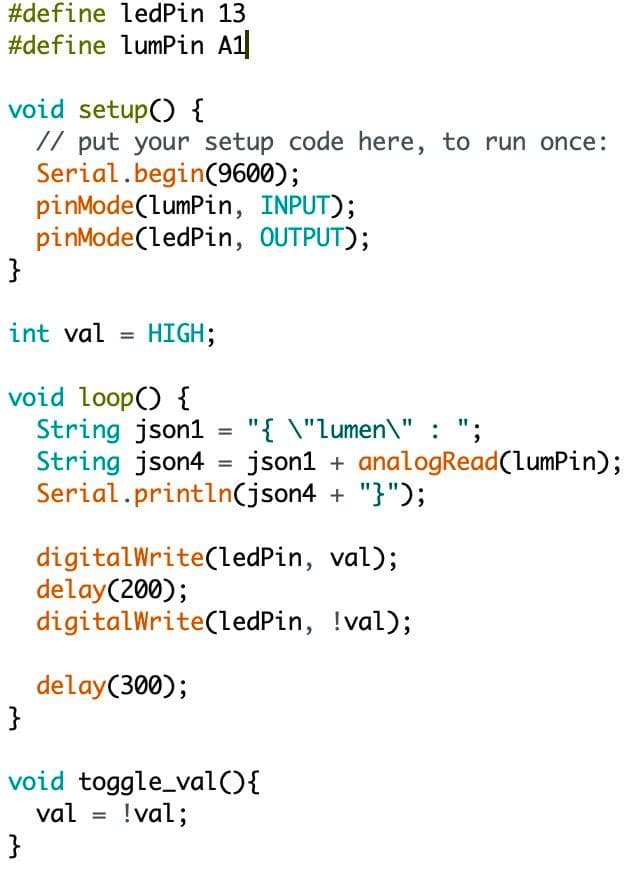 #define ledPin 13
#define lumPin A1

void setup() {
  // put your setup code here, to run once:
  Serial.begin(9600);
  pinMode(lumPin, INPUT);
  pinMode(ledPin, OUTPUT);
}

int val = HIGH;

void loop() {
  String json1 = "{ \"lumen\" : ";
  String json4 = json1 + analogRead(lumPin);
  Serial.println(json4 + "}");

  digitalWrite(ledPin, val);
  delay(200);
  digitalWrite(ledPin, !val);

  delay(300);
}

void toggle_val(){
  val = !val;
}